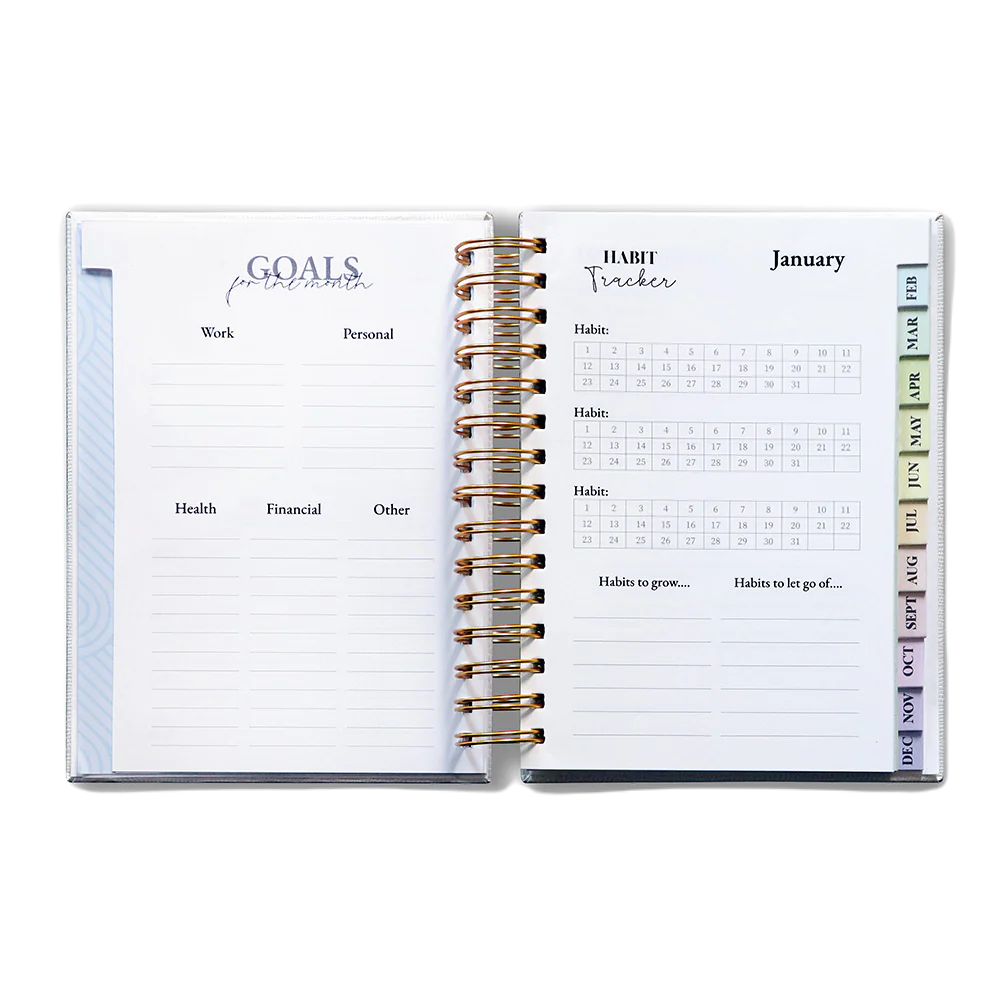 GOALS
for the month
Work Personal
Health Financial Other
HABIT
Tracker
January
Habit:
1 2 3 4 5 6 7 8 9 10 11
12 13 14 15 16 17 18 19 20 21 22
23 24 25 26 27 28 29 30 31
Habit:
1 2 3 4 5 6 7 8 9 10 11
12 13 14 15 16 17 18 19 20 21 22
23 24 25 26 27 28 29 30 31
Habit:
1 2 3 4 5 6 7 8 9 10 11
12 13 14 15 16 17 18 19 20 21 22
23 24 25 26 27 28 29 30 31
Habits to grow.... Habits to let go of....
FEB
MAR
APR
MAY
JUN
JUL
AUG
SEPT
OCT
NOV
DEC